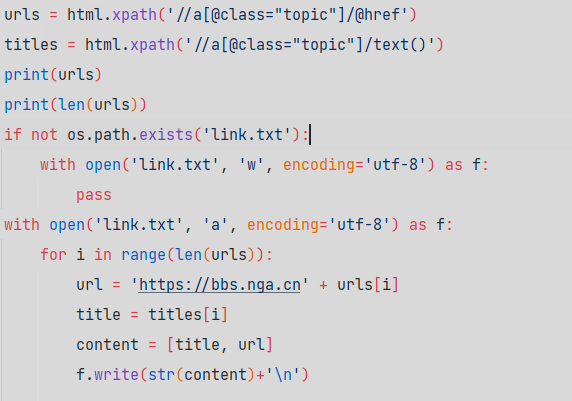 urls = html.xpath('//a[@class="topic"]/@href')
titles = html.xpath('//a[@class="topic"]/text()')
print(urls)
print(len(urls))
if not os.path.exists('link.txt'):
    with open('link.txt', 'w', encoding='utf-8') as f:
        pass
with open('link.txt', 'a', encoding='utf-8') as f:
    for i in range(len(urls)):
        url = 'https://bbs.nga.cn' + urls[i]
        title = titles[i]
        content = [title, url]
        f.write(str(content)+'\n')